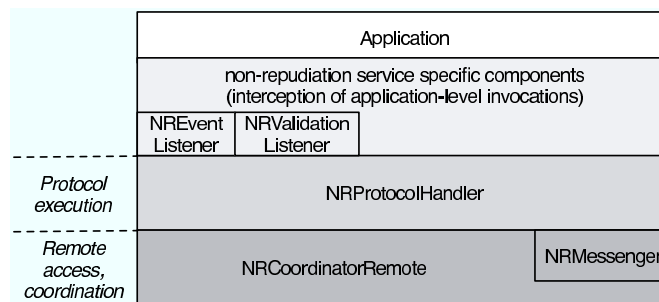 Application
non-repudiation service specific components
(interception of application-level invocations)
NREvent
Listener
NRValidation
Listener
Protocol
execution
NRProtocolHandler
Remote
access,
coordination
NRCoordinatorRemote
NRMessenger